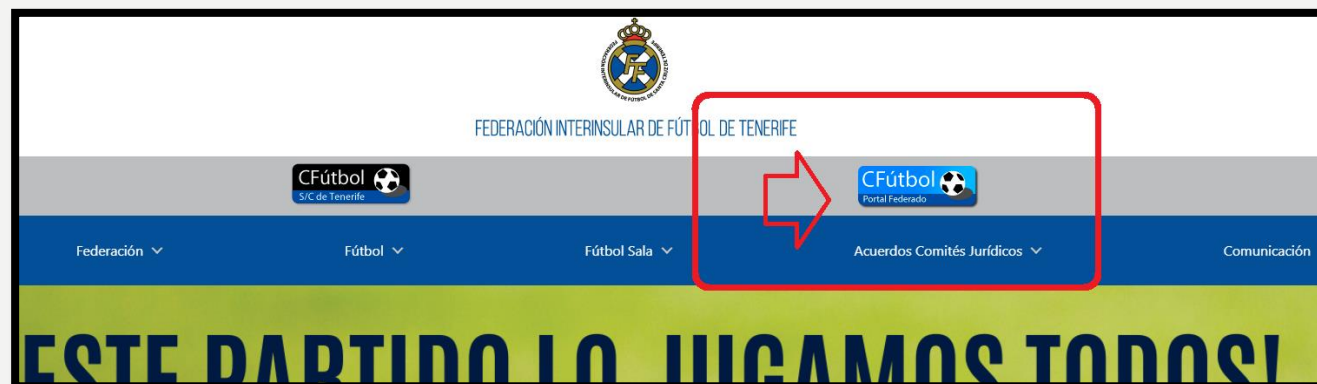 FEDERACIÓN INTERINSULAR DE FÚTBOL DE TENERIFE
CFútbol
S/C de Tenerife
CFútbol
Portal Federado
Federación
Fútbol
Fútbol Sala
Acuerdos Comités Jurídicos
Comunicación
ESTE PARTIDO LO JUGAMOS TODOS!